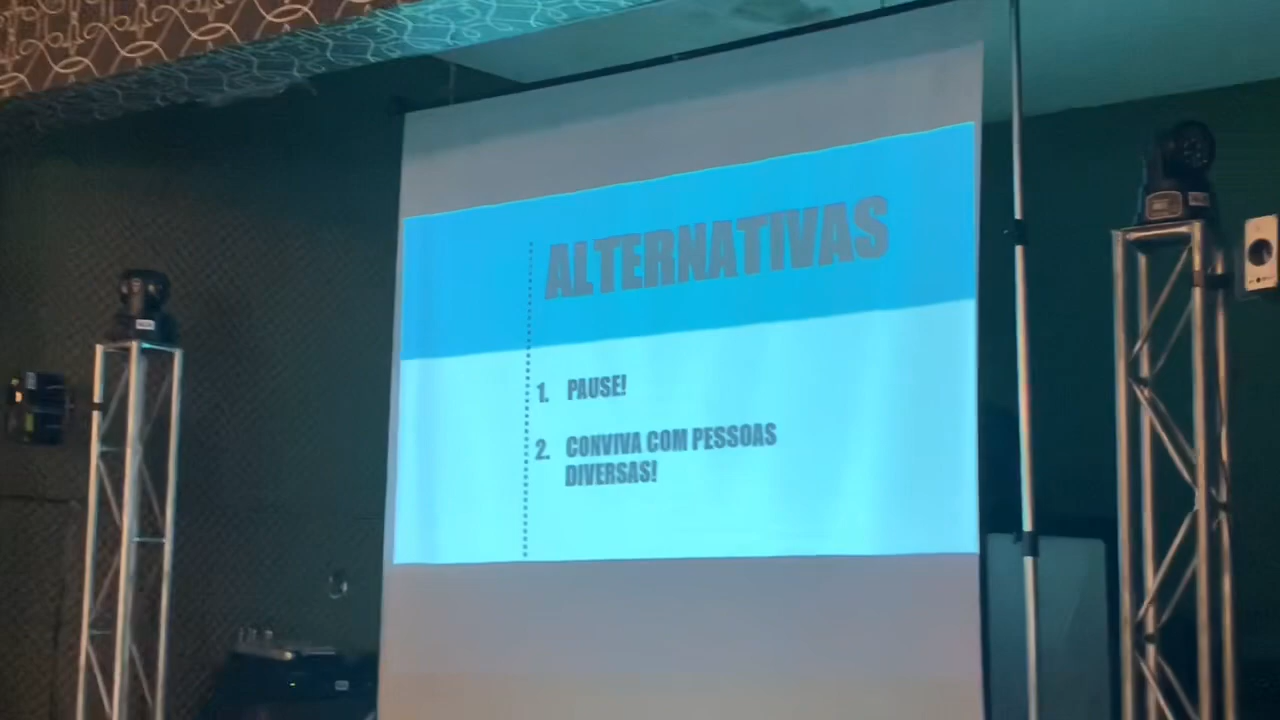 ALTERNATIVAS
1. PAUSE!
2. CONVIVA COM PESSOAS
DIVERSAS!